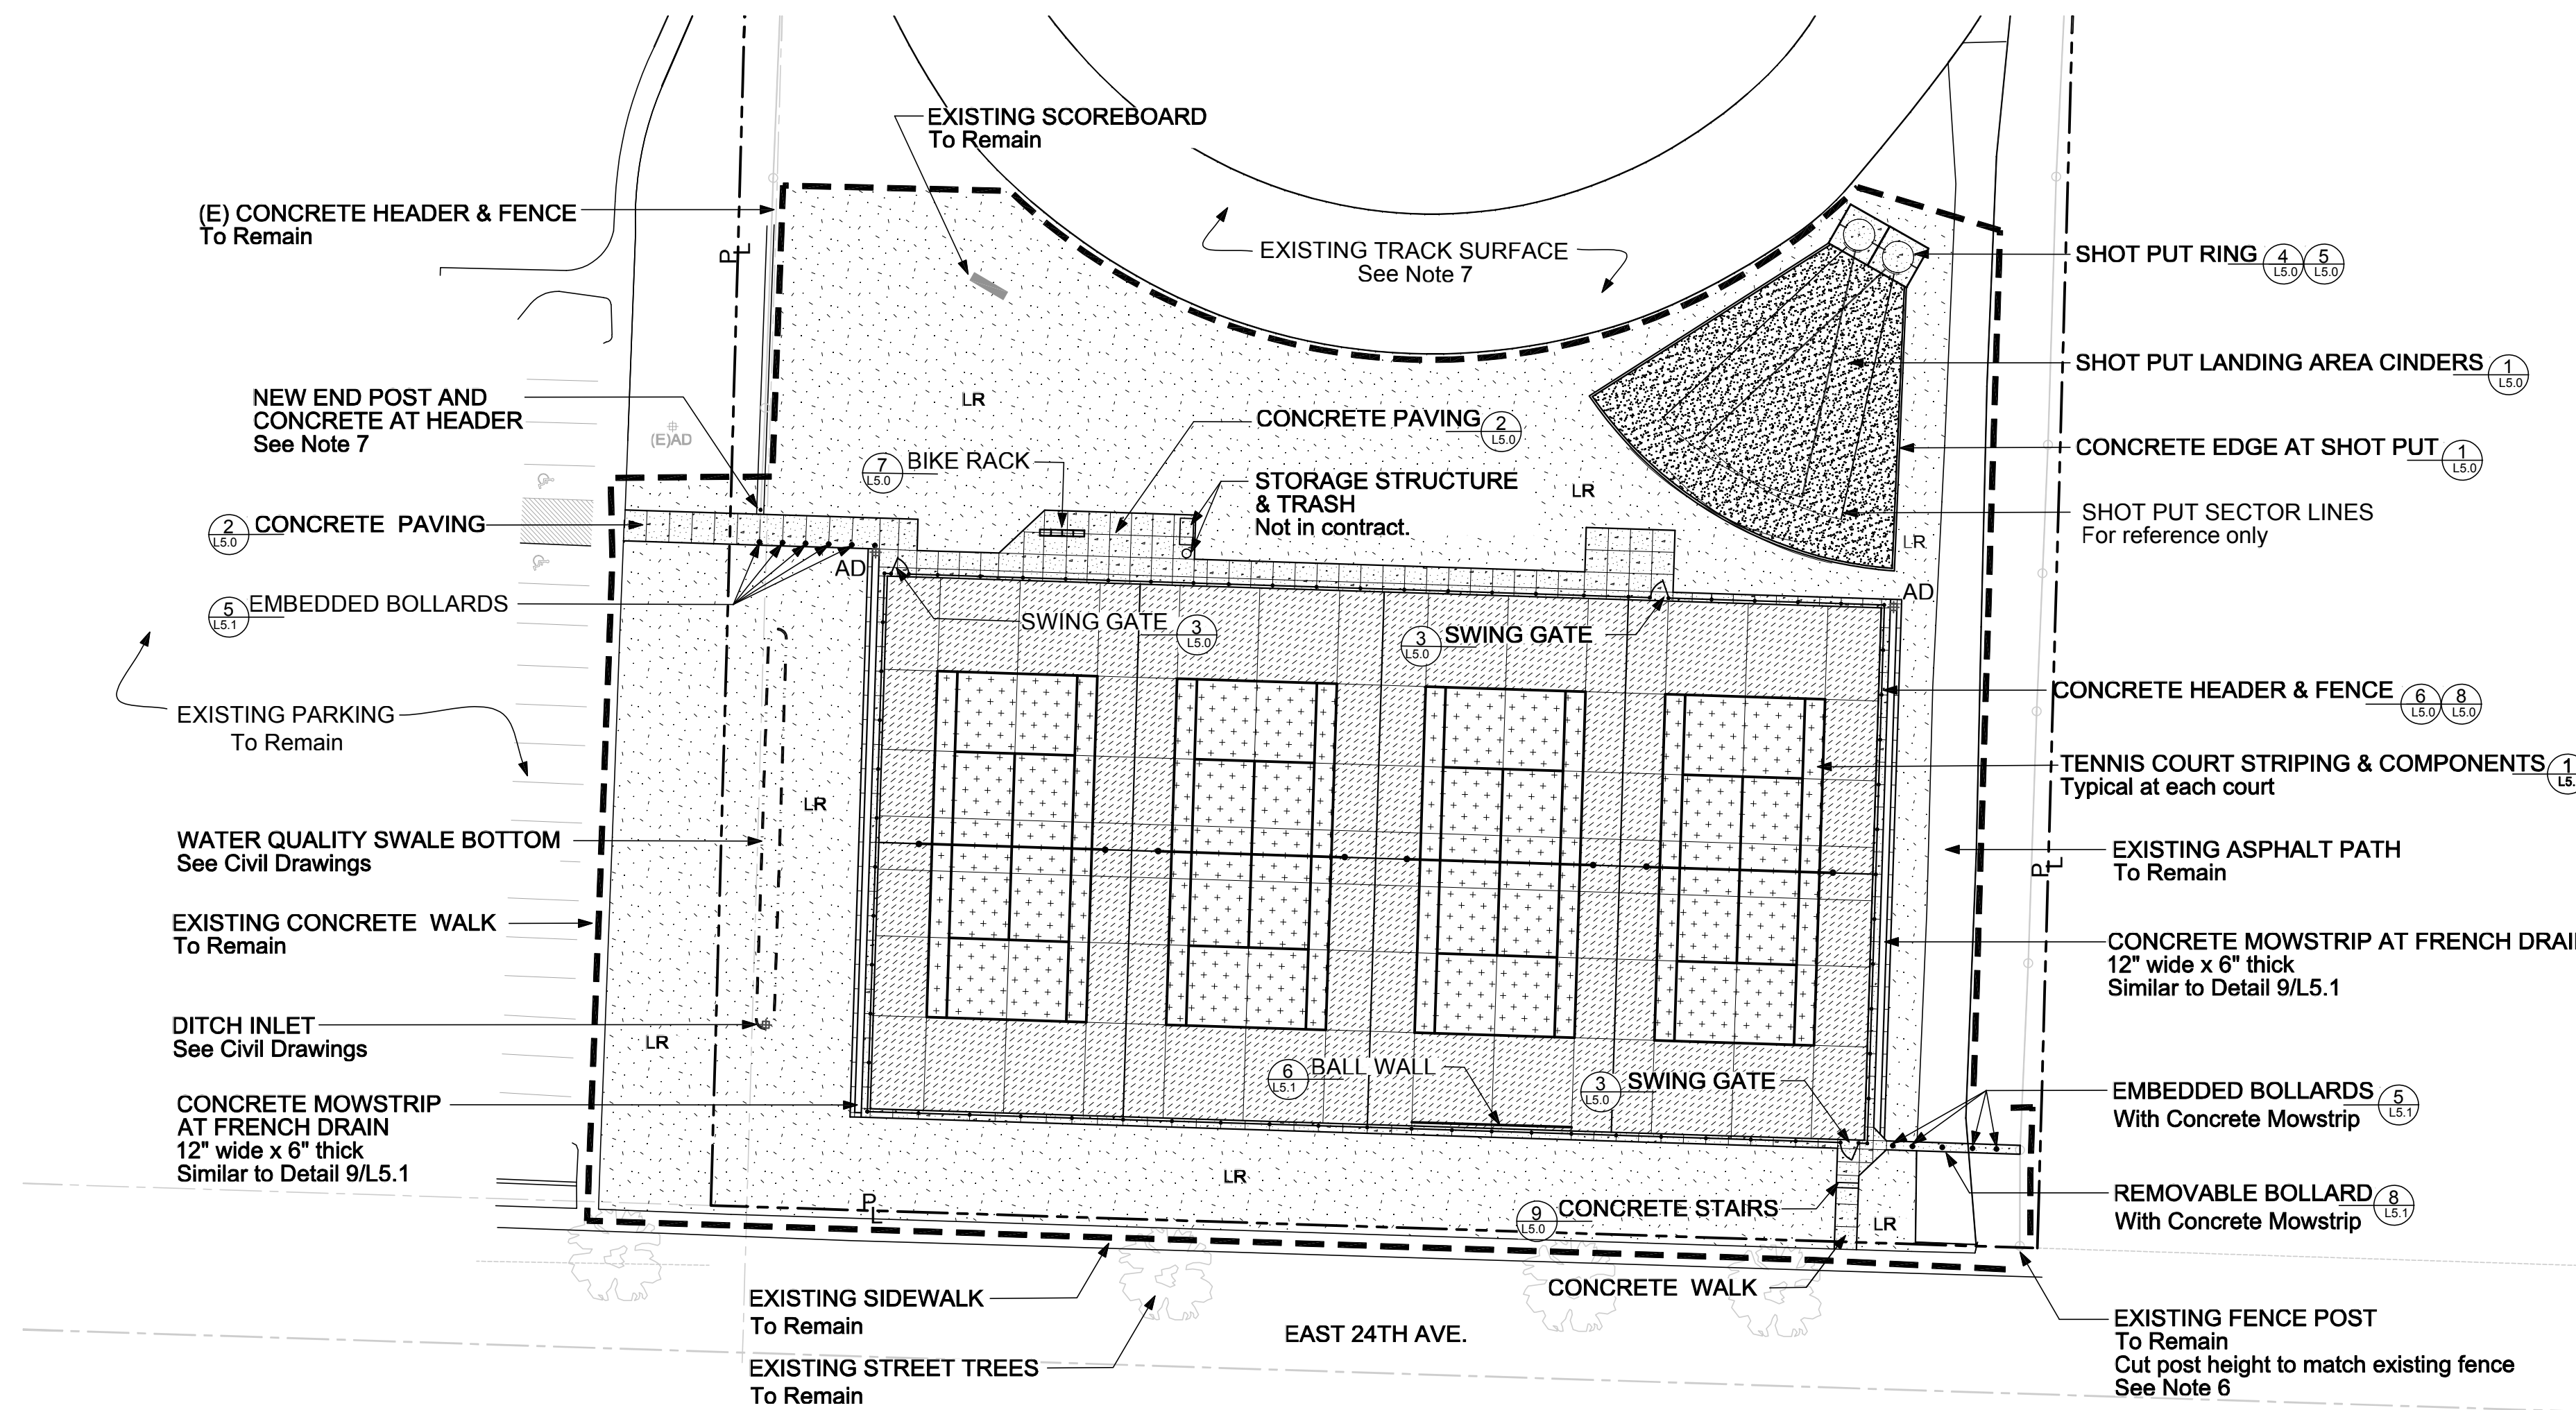 EXISTING SCOREBOARD
To Remain
(E) CONCRETE HEADER & FENCE
To Remain
PL
EXISTING TRACK SURFACE
See Note 7
SHOT PUT RING
4
L5.0
5
L5.0
SHOT PUT LANDING AREA CINDERS
1
L5.0
NEW END POST AND
CONCRETE AT HEADER
See Note 7
LR
(E)AD
CONCRETE PAVING
2
L5.0
CONCRETE EDGE AT SHOT PUT
1
L5.0
7
L5.0
BIKE RACK
STORAGE STRUCTURE
& TRASH
Not in contract.
LR
SHOT PUT SECTOR LINES
For reference only
2
L5.0
CONCRETE PAVING
LR
AD
AD
5
L5.1
EMBEDDED BOLLARDS
SWING GATE
3
L5.0
3
L5.0
SWING GATE
EXISTING PARKING
To Remain
CONCRETE HEADER & FENCE
6
L5.0
8
L5.0
TENNIS COURT STRIPING & COMPONENTS
1
L5.
Typical at each court
LR
WATER QUALITY SWALE BOTTOM
See Civil Drawings
EXISTING ASPHALT PATH
To Remain
PL
EXISTING CONCRETE WALK
To Remain
CONCRETE MOWSTRIP AT FRENCH DRAI
12" wide x 6" thick
Similar to Detail 9/L5.1
DITCH INLET
See Civil Drawings
LR
6
L5.1
BALL WALL
3
L5.0
SWING GATE
CONCRETE MOWSTRIP
AT FRENCH DRAIN
12" wide x 6" thick
Similar to Detail 9/L5.1
EMBEDDED BOLLARDS
5
L5.1
With Concrete Mowstrip
LR
PL
9
L5.0
CONCRETE STAIRS
LR
REMOVABLE BOLLARD
8
L5.1
With Concrete Mowstrip
EXISTING SIDEWALK
To Remain
CONCRETE WALK
EAST 24TH AVE.
EXISTING STREET TREES
To Remain
EXISTING FENCE POST
To Remain
Cut post height to match existing fence
See Note 6